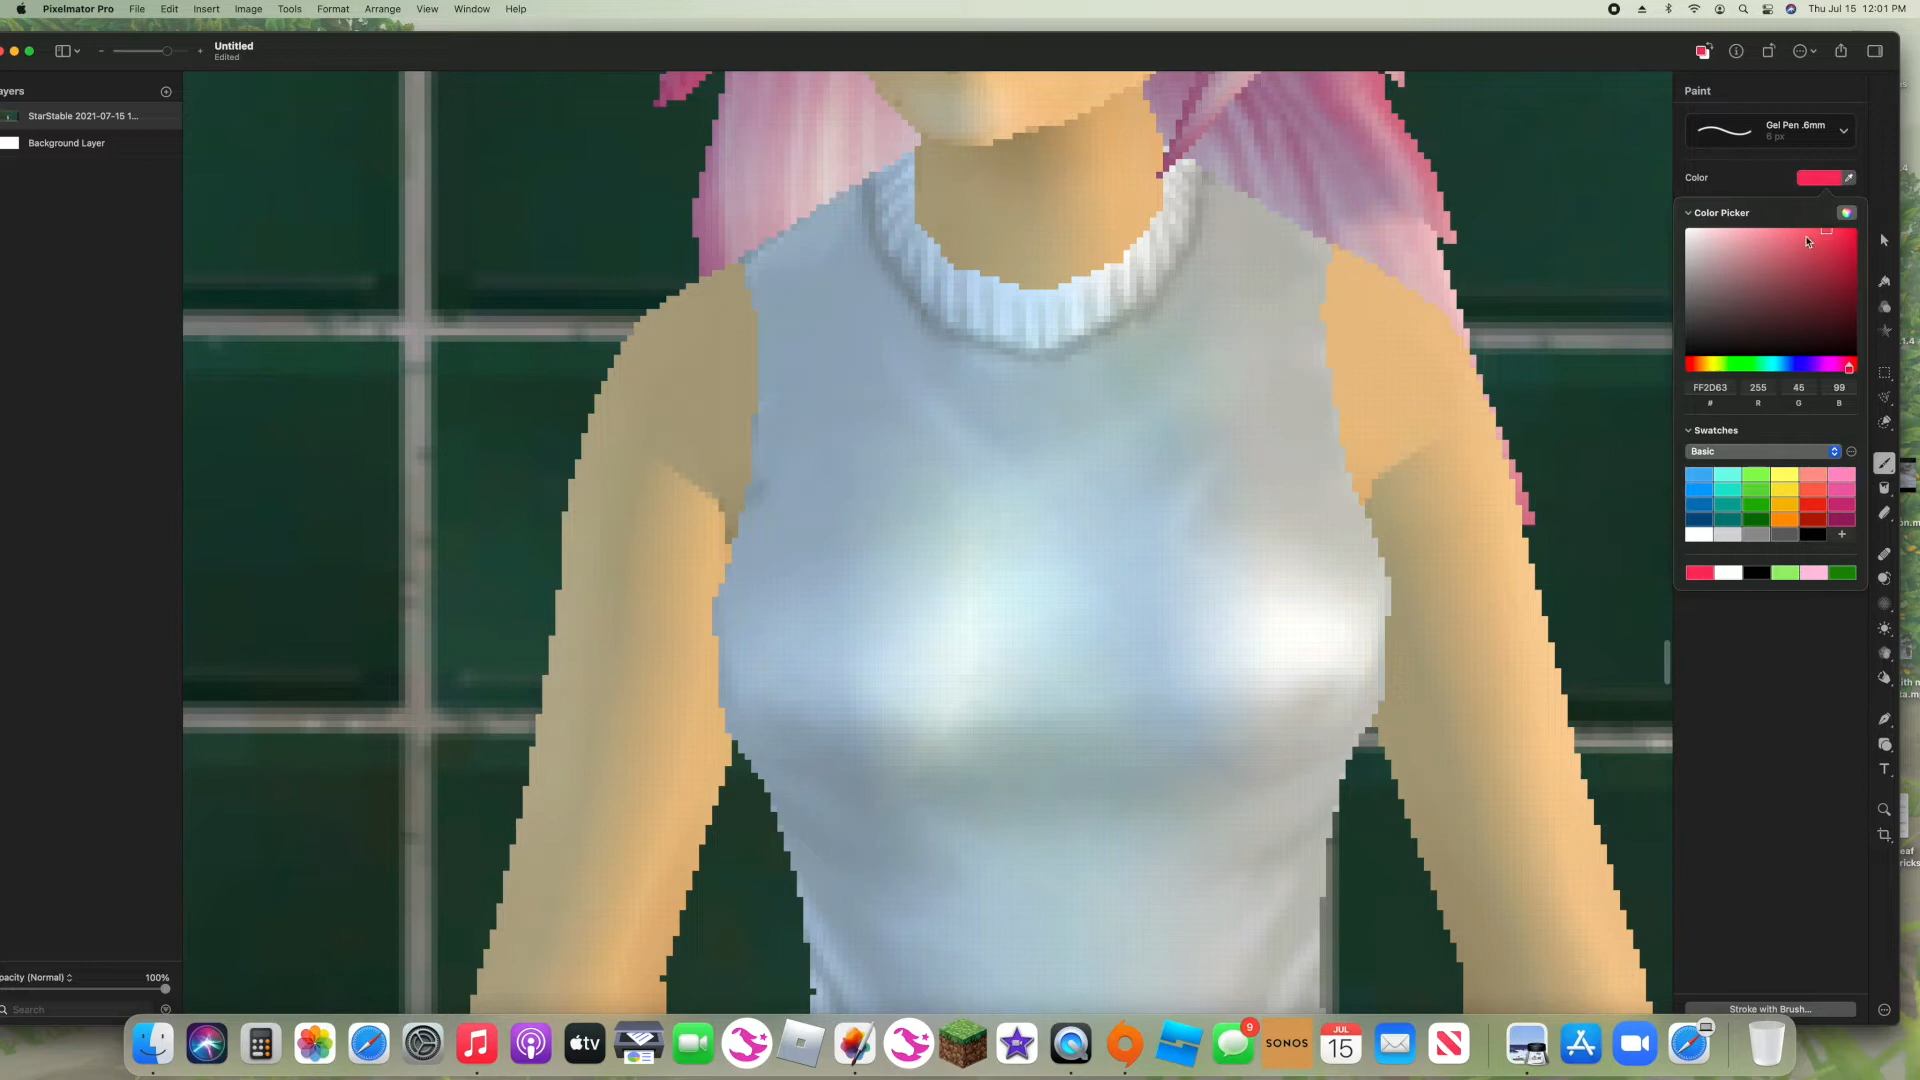 Pixelmator Pro File Edit Insert Image Tools Format Arrange View Window Help Thu Jul 15 12:01 PM
Untitled
Edited
ayers
StarStable 2021-07-15 1...
Background Layer
Paint
Gel Pen .6mm
6 px
Color
Color Picker
FF2D63 255 45 99
# R G B
Swatches
Basic
pacity (Normal) 100%
Search
Stroke with Brush...
9
tv
SONOS
JUL
15